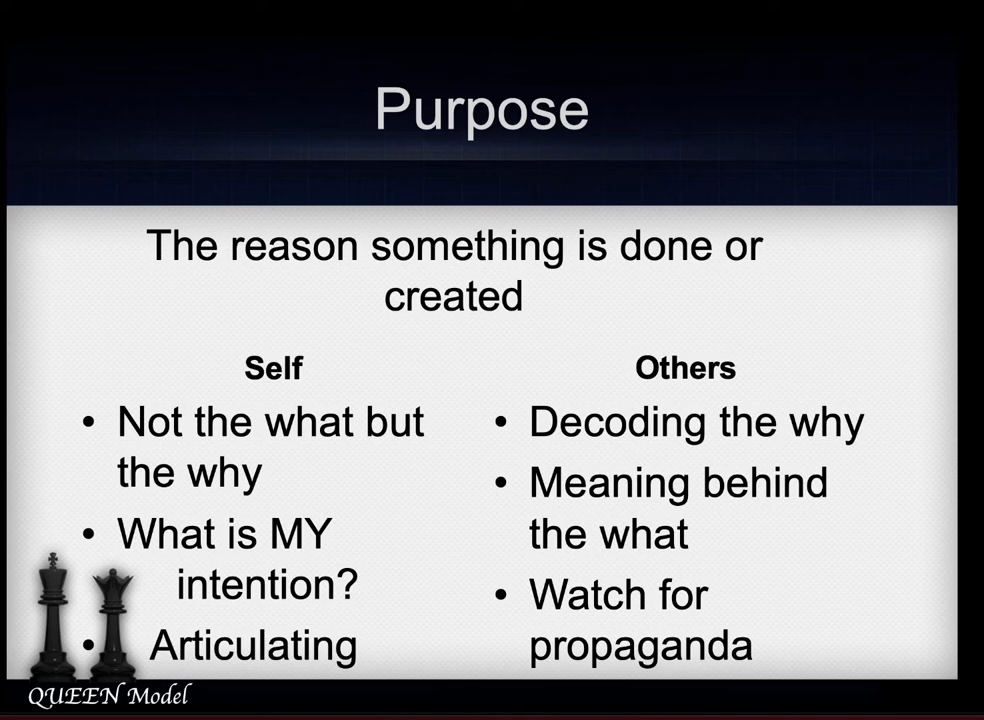 Purpose
The reason something is done or
created
Self
• Not the what but
the why
• What is MY
intention?
• Articulating
Others
• Decoding the why
• Meaning behind
the what
• Watch for
propaganda
QUEEN Model